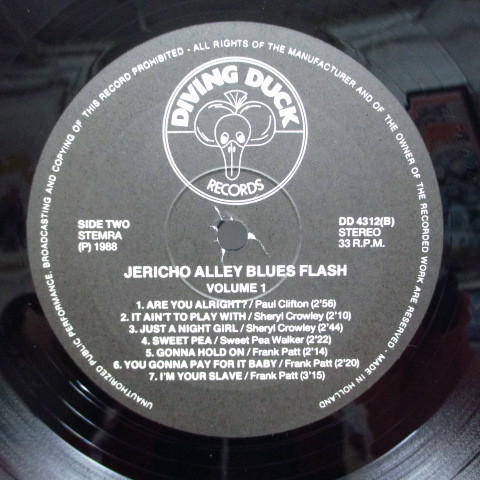 UNAUTHORIZED PUBLIC PERFORMANCE, BROADCASTING AND COPYING OF THIS RECORD PROHIBITED - ALL RIGHTS OF THE MANUFACTURER AND OF THE OWNER OF THE RECORDED WORK ARE RESERVED - MADE IN HOLLAND
DIVING DUCK
RECORDS
SIDE TWO
STEMRA
(P) 1988
DD 4312(B)
STEREO
33 R.P.M.
JERICHO ALLEY BLUES FLASH
VOLUME 1
1. ARE YOU ALRIGHT? / Paul Clifton (2'56)
2. IT AIN'T TO PLAY WITH / Sheryl Crowley (2'10)
3. JUST A NIGHT GIRL / Sheryl Crowley (2'44)
4. SWEET PEA / Sweet Pea Walker (2'22)
5. GONNA HOLD ON / Frank Patt (2'14)
6. YOU GONNA PAY FOR IT BABY / Frank Patt (2'20)
7. I'M YOUR SLAVE / Frank Patt (3'15)